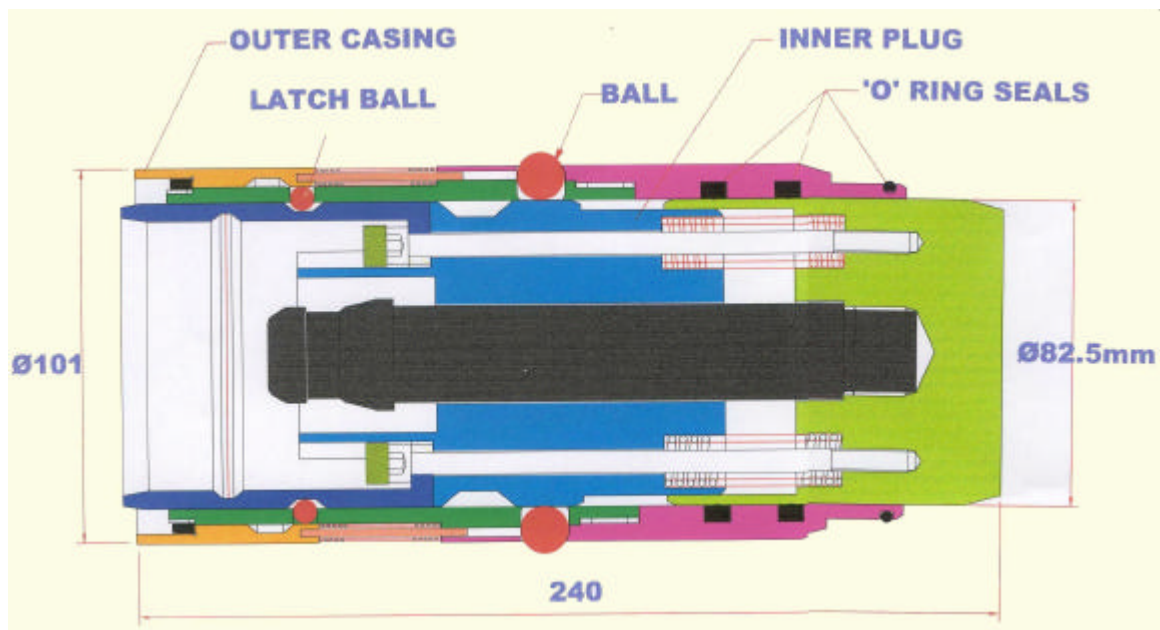 OUTER CASING
INNER PLUG
LATCH BALL
BALL
'O' RING SEALS
Ø101
Ø82.5mm
240